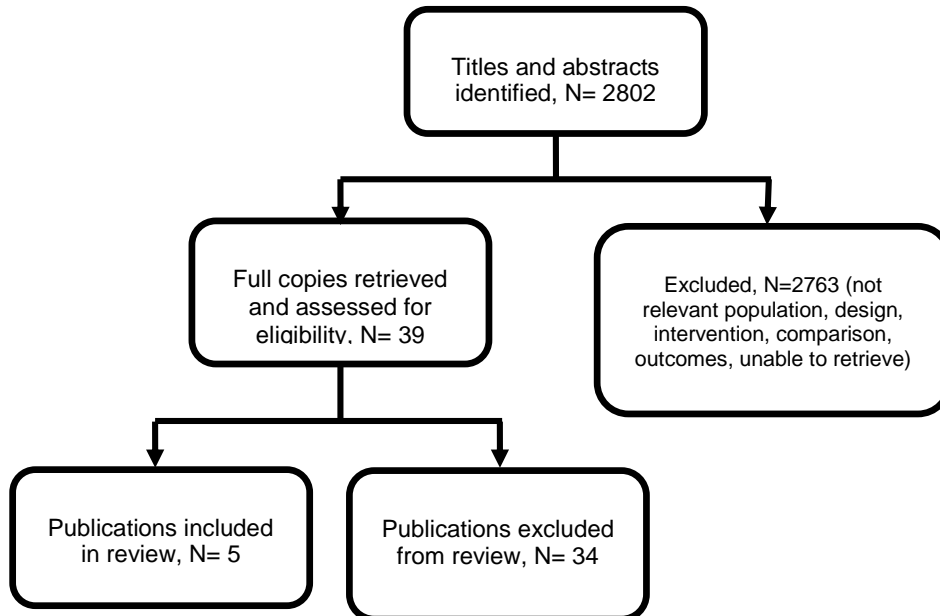 Titles and abstracts
identified, N= 2802
Full copies retrieved
and assessed for
eligibility, N= 39
Excluded, N=2763 (not
relevant population, design,
intervention, comparison,
outcomes, unable to retrieve)
Publications included
in review, N= 5
Publications excluded
from review, N= 34